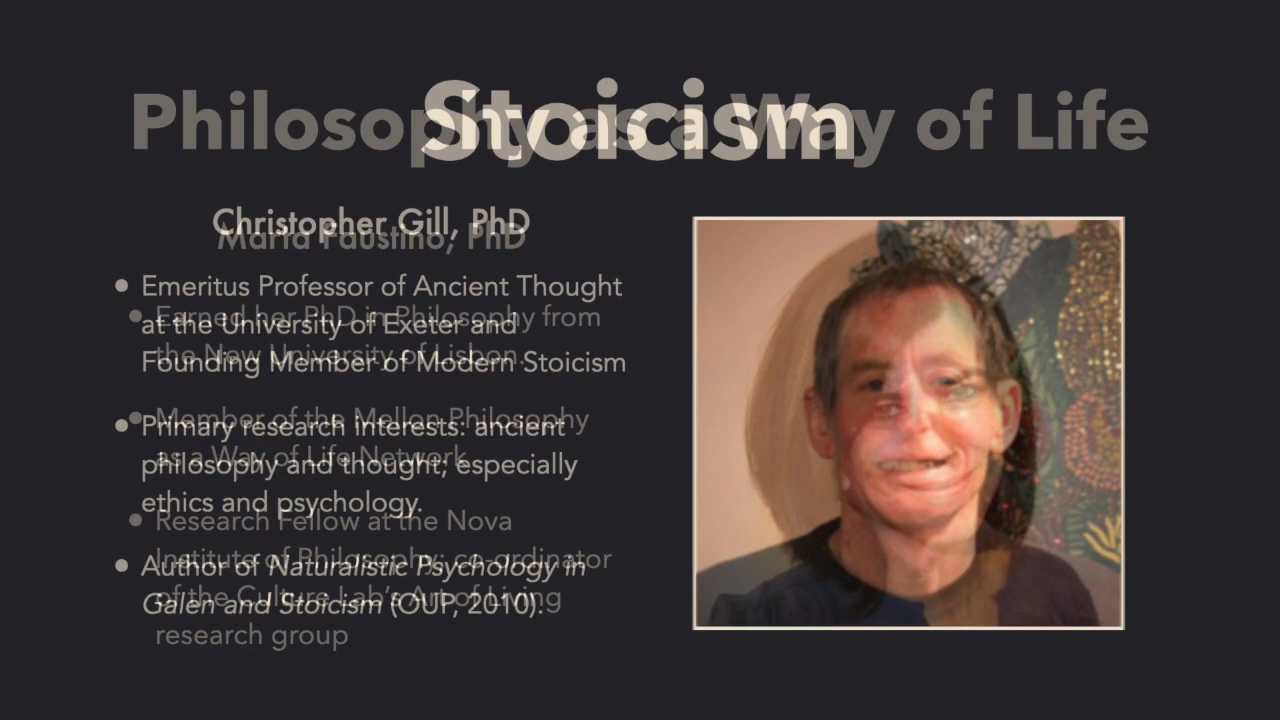 Stoicism
Philosophy as a Way of Life
Christopher Gill, PhD
Marta Faustino, PhD
• Emeritus Professor of Ancient Thought
at the University of Exeter and
Founding Member of Modern Stoicism
• Primary research interests: ancient
philosophy and thought; especially
ethics and psychology.
• Author of Naturalistic Psychology in
Galen and Stoicism (OUP, 2010).
• Earned her PhD in Philosophy from
the New University of Lisbon.
• Member of the Mellon Philosophy
as a Way of Life Network
• Research Fellow at the Nova
Institute of Philosophy; co-ordinator
of the Culture Lab's Art of Living
research group